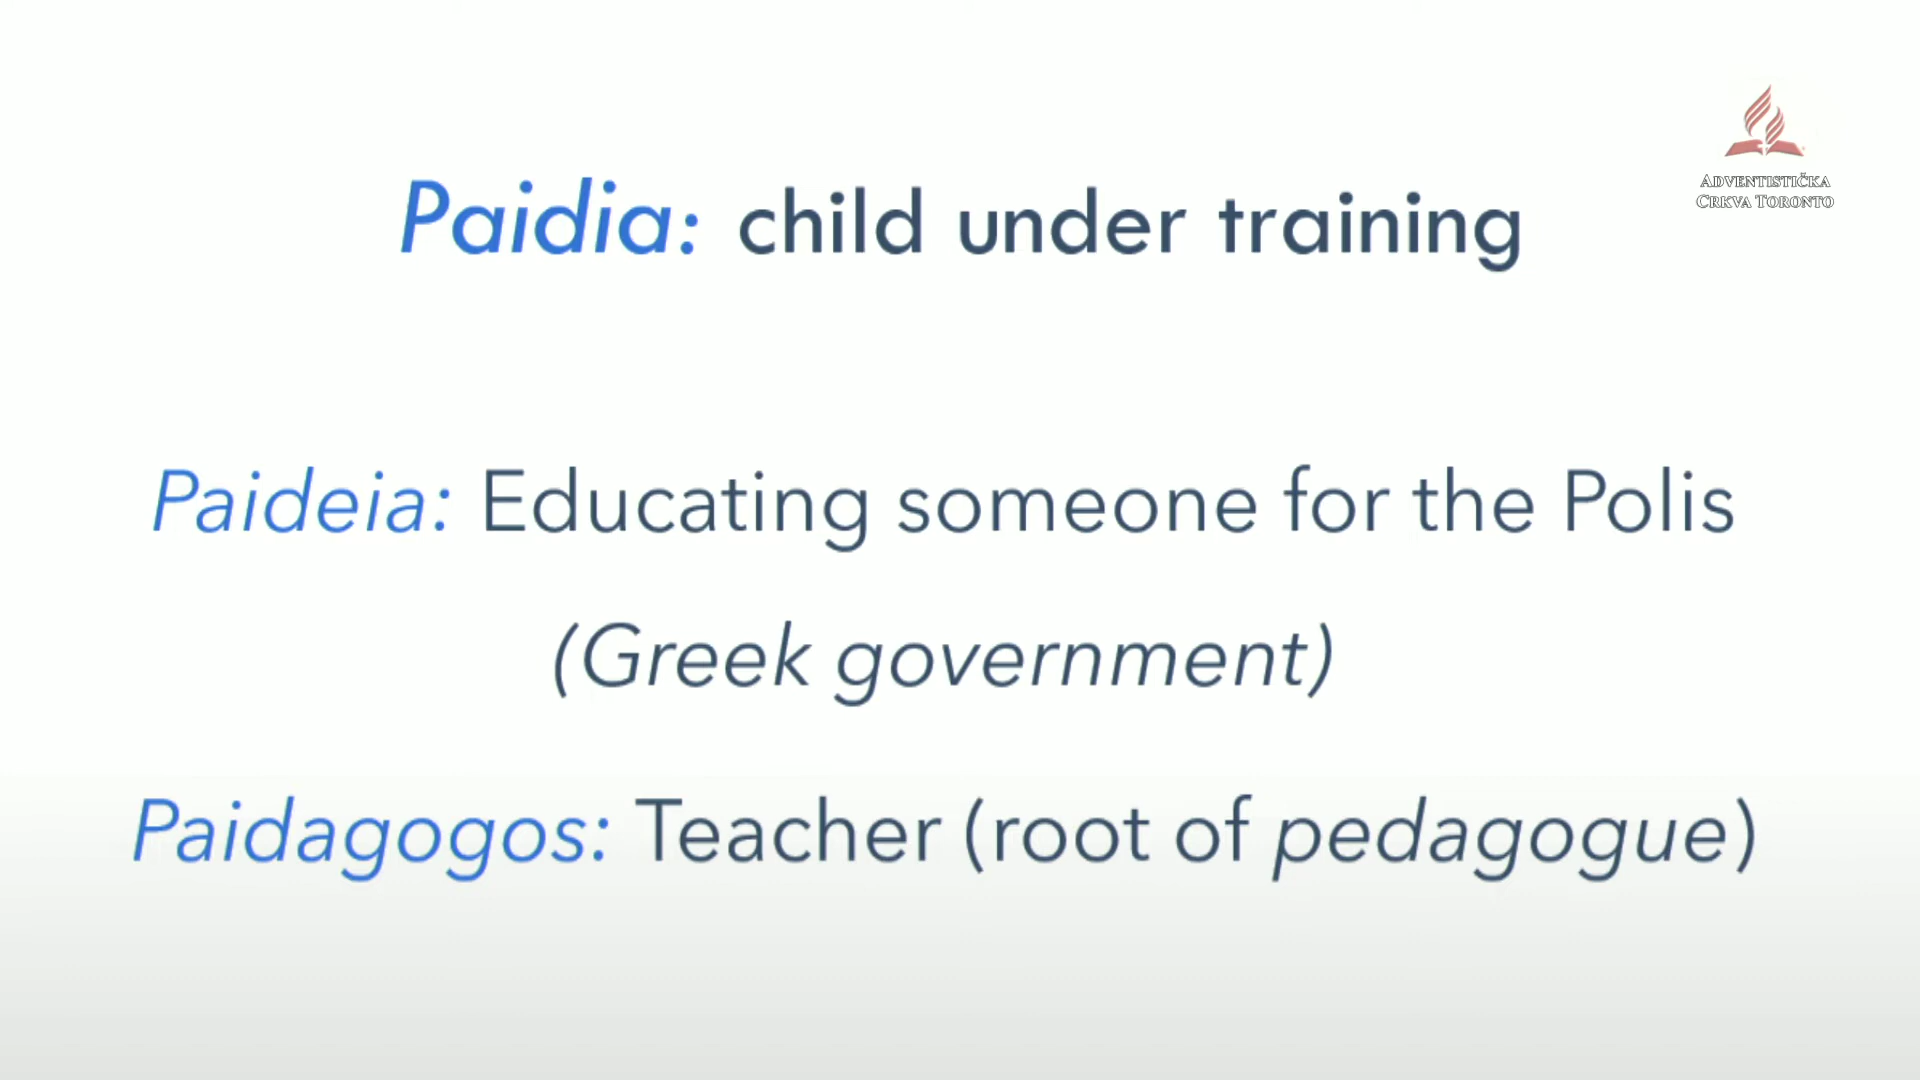 Paidia: child under training
ADVENTISTIČKA
CRKVA TORONTO
Paideia: Educating someone for the Polis
(Greek government)
Paidagogos: Teacher (root of pedagogue)